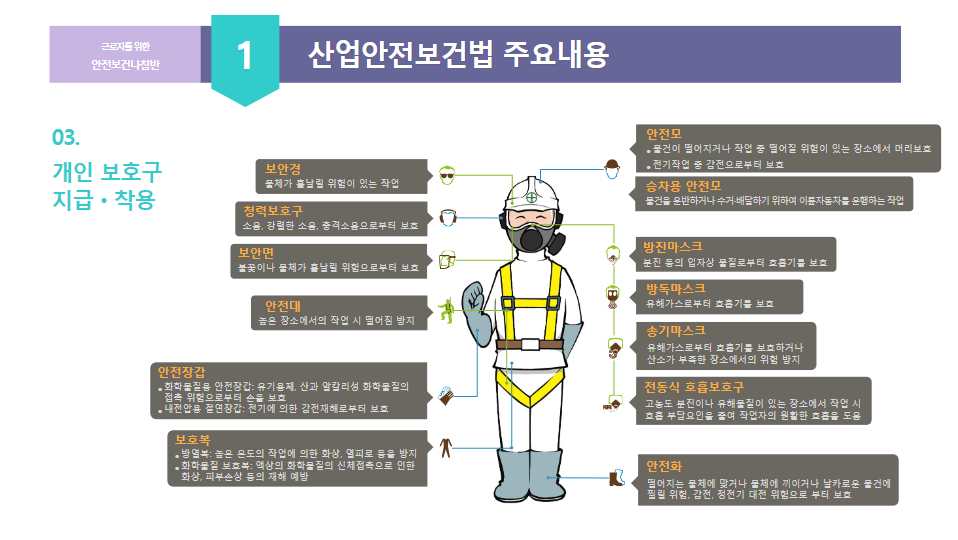 근로자를 위한
안전보건나침반
1
산업안전보건법 주요내용
03.
개인 보호구
지급・착용
보안경
물체가 흩날릴 위험이 있는 작업
청력보호구
소음, 강렬한 소음, 충격소음으로부터 보호
보안면
불꽃이나 물체가 흩날릴 위험으로부터 보호
안전대
높은 장소에서의 작업 시 떨어짐 방지
안전장갑
• 화학물질용 안전장갑: 유기용제, 산과 알칼리성 화학물질의
접촉 위험으로부터 손을 보호
• 내전압용 절연장갑: 전기에 의한 감전재해로부터 보호
보호복
• 방열복: 높은 온도의 작업에 의한 화상, 열피로 등을 방지
• 화학물질 보호복: 액상의 화학물질의 신체접촉으로 인한
화상, 피부손상 등의 재해 예방
안전모
• 물건이 떨어지거나 작업 중 떨어질 위험이 있는 장소에서 머리보호
• 전기작업 중 감전으로부터 보호
승차용 안전모
물건을 운반하거나 수거·배달하기 위하여 이륜자동차를 운행하는 작업
방진마스크
분진 등의 입자상 물질로부터 호흡기를 보호
방독마스크
유해가스로부터 호흡기를 보호
송기마스크
유해가스로부터 호흡기를 보호하거나
산소가 부족한 장소에서의 위험 방지
전동식 호흡보호구
고농도 분진이나 유해물질이 있는 장소에서 작업 시
호흡 부담요인을 줄여 작업자의 원활한 호흡을 도움
안전화
떨어지는 물체에 맞거나 물체에 끼이거나 날카로운 물건에
찔릴 위험, 감전, 정전기 대전 위험으로 부터 보호